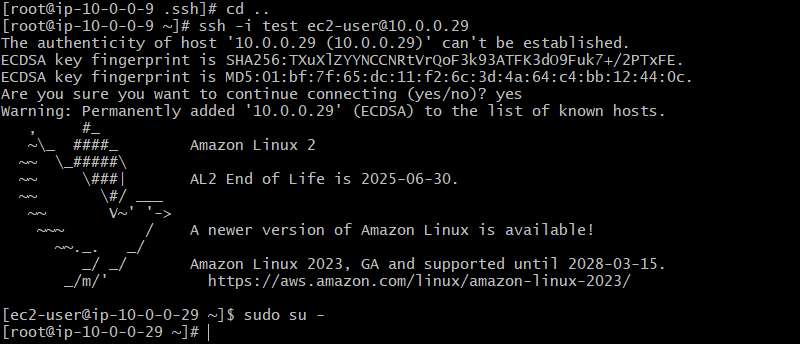 [root@ip-10-0-0-9 .ssh]# cd ..
[root@ip-10-0-0-9 ~]# ssh -i test ec2-user@10.0.0.29
The authenticity of host '10.0.0.29 (10.0.0.29)' can't be established.
ECDSA key fingerprint is SHA256:TXuXlZYYNCCNRtVrQoF3k93ATFK3dO9Fuk7+/2PTxFE.
ECDSA key fingerprint is MD5:01:bf:7f:65:dc:11:f2:6c:3d:4a:64:c4:bb:12:44:0c.
Are you sure you want to continue connecting (yes/no)? yes
Warning: Permanently added '10.0.0.29' (ECDSA) to the list of known hosts.
   ,     #_
   ~\_  ####_        Amazon Linux 2
  ~~  \_#####\
  ~~     \###|       AL2 End of Life is 2025-06-30.
  ~~       \#/ ___
   ~~       V~' '->
    ~~~         /    A newer version of Amazon Linux is available!
      ~~._.   _/
         _/ _/       Amazon Linux 2023, GA and supported until 2028-03-15.
       _/m/'           https://aws.amazon.com/linux/amazon-linux-2023/
[ec2-user@ip-10-0-0-29 ~]$ sudo su -
[root@ip-10-0-0-29 ~]#